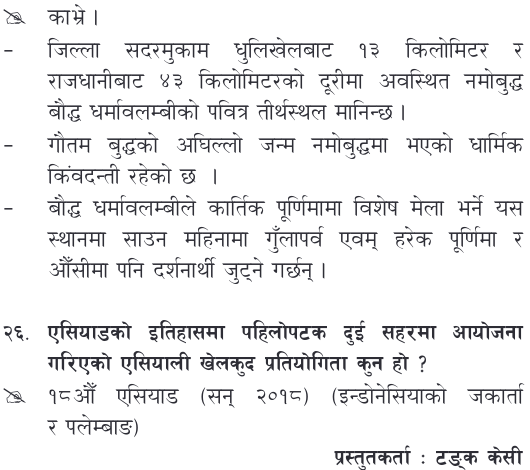 काभ्रे ।
– जिल्ला सदरमुकाम धुलिखेलबाट १३ किलोमिटर र
राजधानीबाट ४३ किलोमिटरको दूरीमा अवस्थित नमोबुद्ध
बौद्ध धर्मावलम्बीको पवित्र तीर्थस्थल मानिन्छ ।
– गौतम बुद्धको अघिल्लो जन्म नमोबुद्धमा भएको धार्मिक
किंवदन्ती रहेको छ ।
– बौद्ध धर्मावलम्बीले कार्तिक पूर्णिमामा विशेष मेला भर्ने यस
स्थानमा साउन महिनामा गुँलापर्व एवम् हरेक पूर्णिमा र
औँसीमा पनि दर्शनार्थी जुट्ने गर्छन् ।
२६. एसियाडको इतिहासमा पहिलोपटक दुई सहरमा आयोजना
गरिएको एसियाली खेलकुद प्रतियोगिता कुन हो ?
१८औँ एसियाड (सन् २०१८) (इन्डोनेसियाको जकार्ता
र पलेम्बाङ)
प्रस्तुतकर्ता : टङ्क केसी